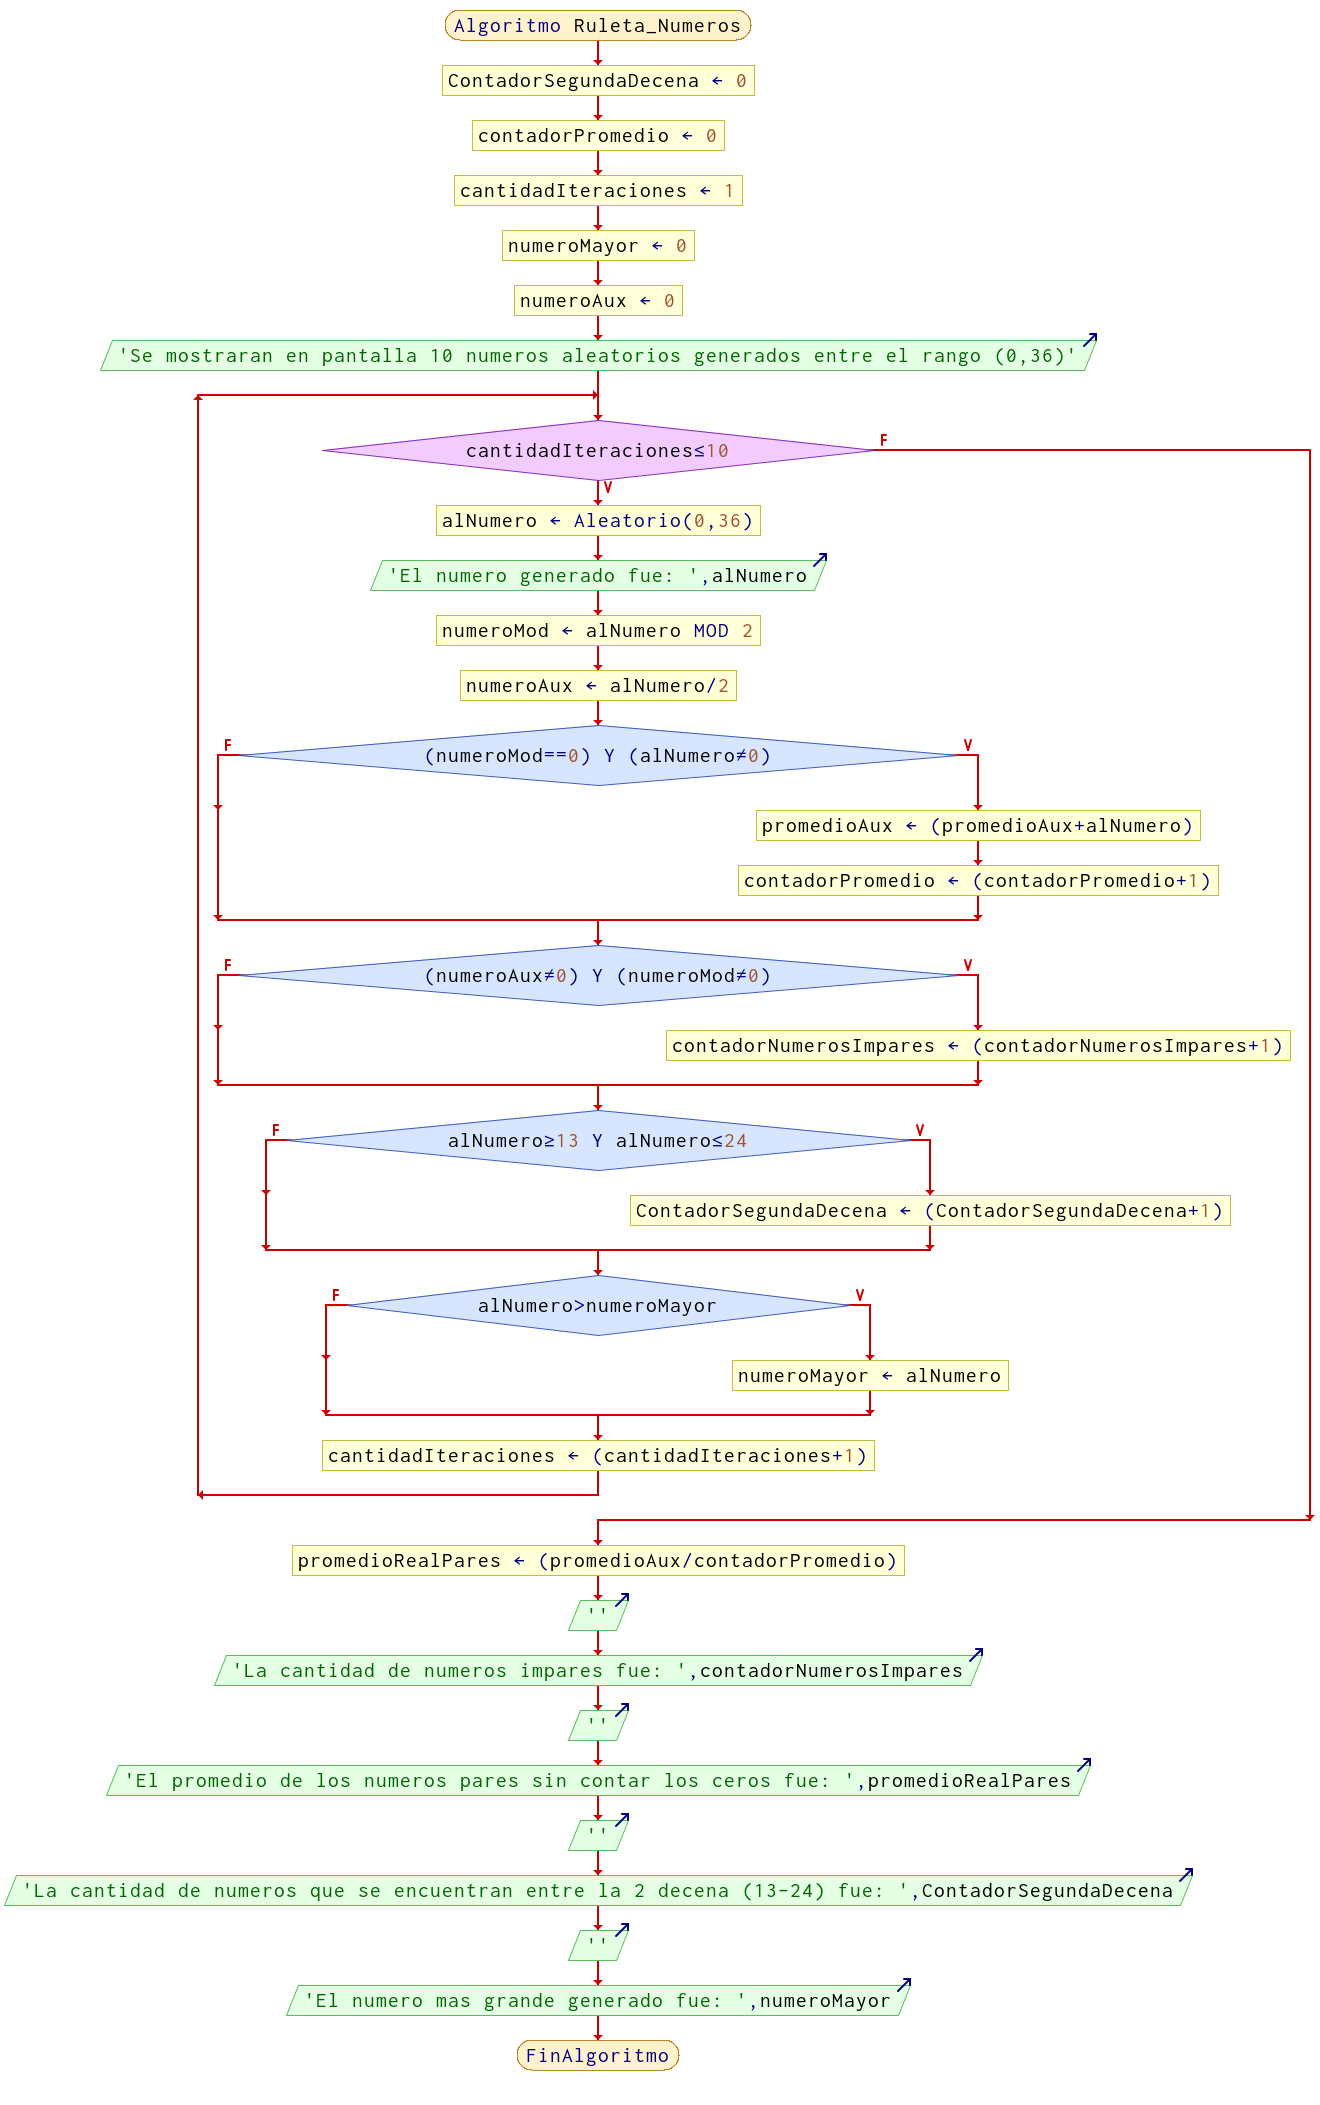 Algoritmo Ruleta_Numeros
ContadorSegundaDecena ← 0
contadorPromedio ← 0
cantidadIteraciones ← 1
numeroMayor ← 0
numeroAux ← 0
'Se mostraran en pantalla 10 numeros aleatorios generados entre el rango (0,36)'
cantidadIteraciones≤10
F
V
alNumero ← Aleatorio(0,36)
'El numero generado fue: ',alNumero
numeroMod ← alNumero MOD 2
numeroAux ← alNumero/2
F
(numeroMod==0) Y (alNumero≠0)
V
promedioAux ← (promedioAux+alNumero)
contadorPromedio ← (contadorPromedio+1)
F
(numeroAux≠0) Y (numeroMod≠0)
V
contadorNumerosImpares ← (contadorNumerosImpares+1)
F
alNumero≥13 Y alNumero≤24
V
ContadorSegundaDecena ← (ContadorSegundaDecena+1)
F
alNumero>numeroMayor
V
numeroMayor ← alNumero
cantidadIteraciones ← (cantidadIteraciones+1)
promedioRealPares ← (promedioAux/contadorPromedio)
''
'La cantidad de numeros impares fue: ',contadorNumerosImpares
''
'El promedio de los numeros pares sin contar los ceros fue: ',promedioRealPares
''
'La cantidad de numeros que se encuentran entre la 2 decena (13-24) fue: ',ContadorSegundaDecena
''
'El numero mas grande generado fue: ',numeroMayor
FinAlgoritmo